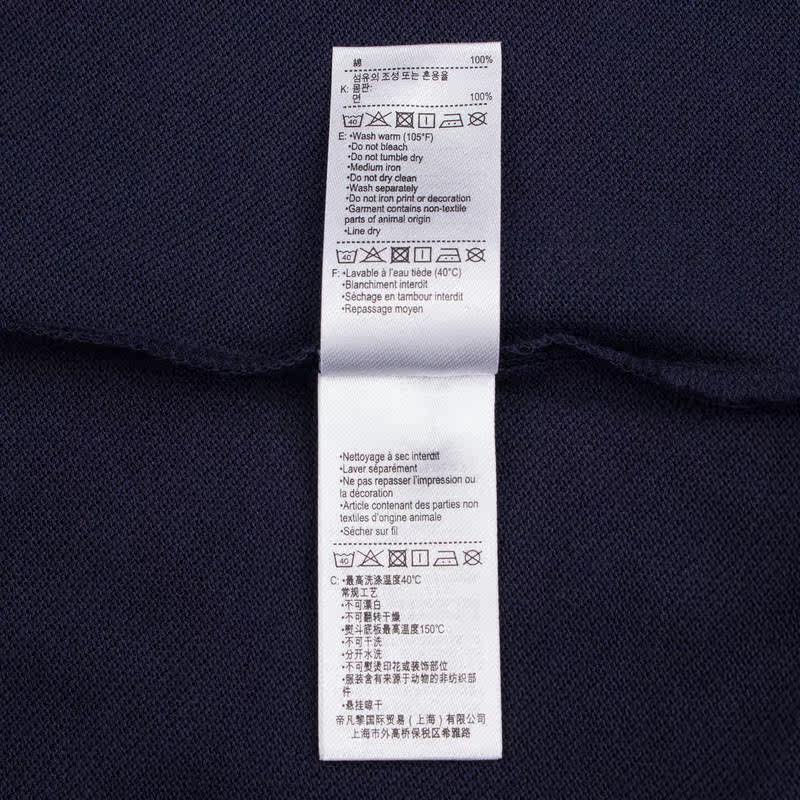 綿 100%
섬유의 조성 또는 혼용율
K: 몸판:
면 100%
40
E: •Wash warm (105°F)
•Do not bleach
•Do not tumble dry
•Medium iron
•Do not dry clean
•Wash separately
•Do not iron print or decoration
•Garment contains non-textile
parts of animal origin
•Line dry
40
F: •Lavable à l'eau tiède (40°C)
•Blanchiment interdit
•Séchage en tambour interdit
•Repassage moyen
•Nettoyage à sec interdit
•Laver séparément
•Ne pas repasser l'impression ou
la décoration
•Article contenant des parties non
textiles d'origine animale
•Sécher sur fil
40
C: •最高洗涤温度40℃
常规工艺
•不可漂白
•不可翻转干燥
•熨斗底板最高温度150℃
•不可干洗
•分开水洗
•不可熨烫印花或装饰部位
•服装含有来源于动物的非纺织部
件
•悬挂晾干
帝凡黎国际贸易 ( 上海 ) 有限公司
上海市外高桥保税区希雅路